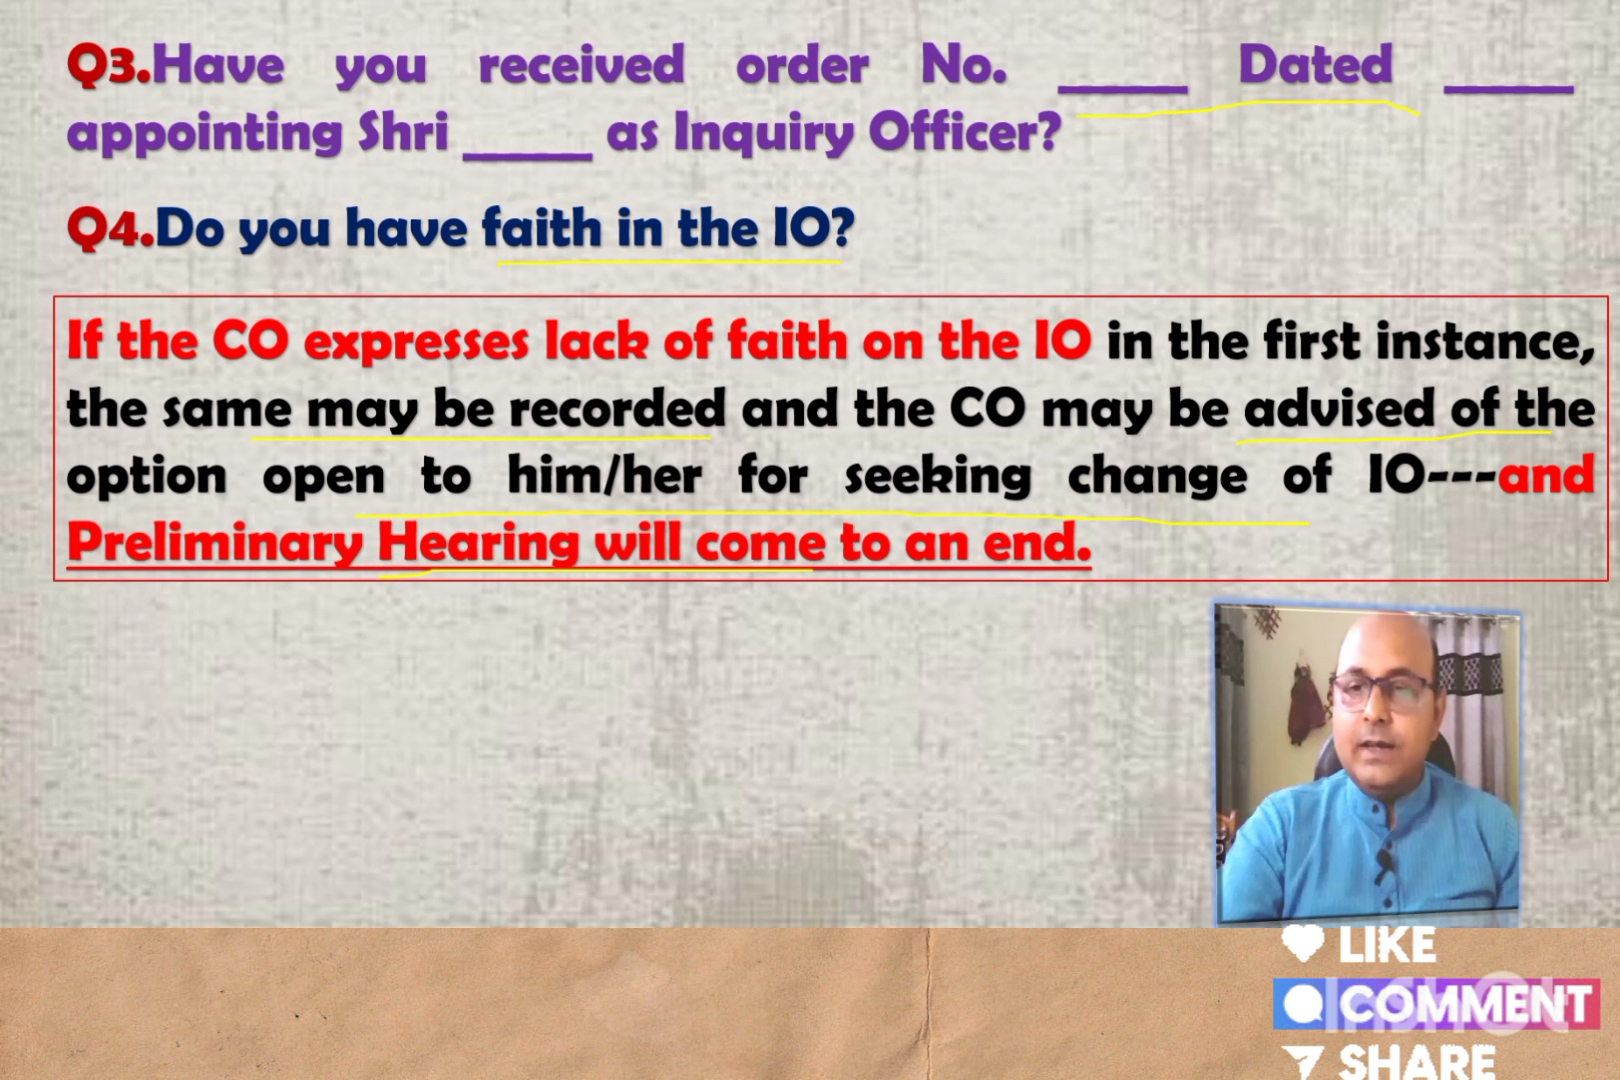 Q3.Have you received order No. _____ Dated _____
appointing Shri _____ as Inquiry Officer?
Q4.Do you have faith in the IO?
If the CO expresses lack of faith on the IO in the first instance,
the same may be recorded and the CO may be advised of the
option open to him/her for seeking change of IO---and
Preliminary Hearing will come to an end.
LIKE
COMMENT
SHARE